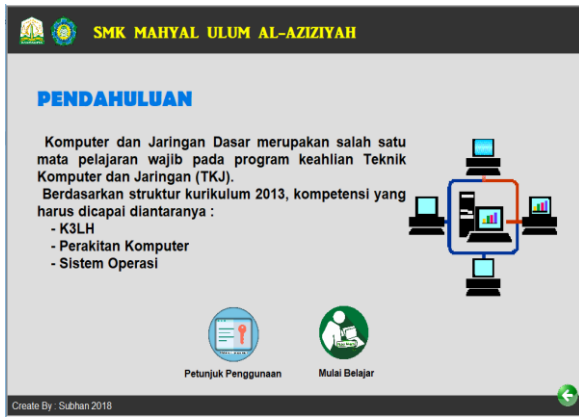 SMK MAHYAL ULUM AL-AZIZIYAH
PENDAHULUAN
Komputer dan Jaringan Dasar merupakan salah satu
mata pelajaran wajib pada program keahlian Teknik
Komputer dan Jaringan (TKJ).
Berdasarkan struktur kurikulum 2013, kompetensi yang
harus dicapai diantaranya :
- K3LH
- Perakitan Komputer
- Sistem Operasi
Petunjuk Penggunaan
Mulai Belajar
Create By : Subhan 2018